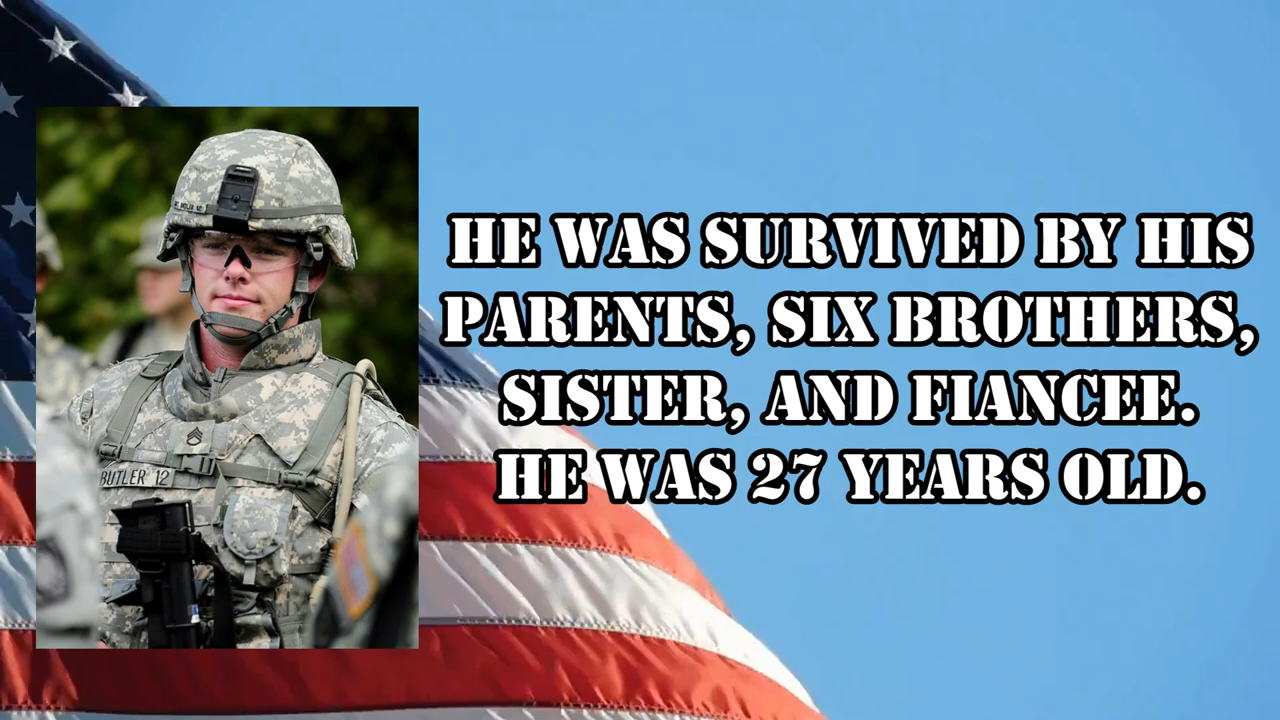 HE WAS SURVIVED BY HIS
PARENTS, SIX BROTHERS,
SISTER, AND FIANCEE.
HE WAS 27 YEARS OLD.
BUTLER 12